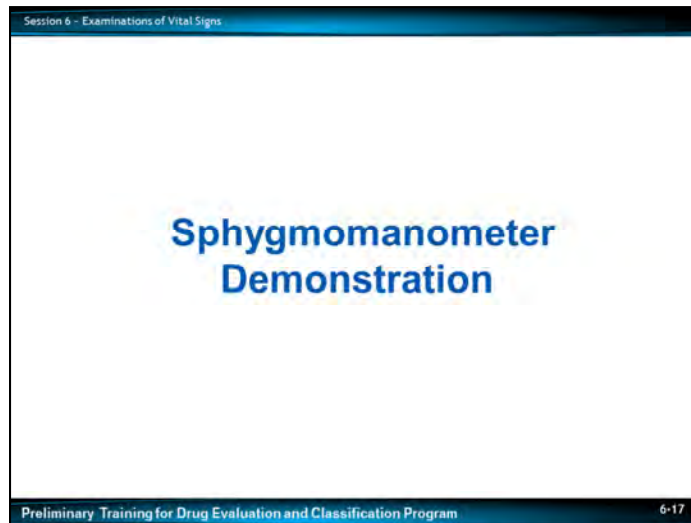 Session 6 - Examinations of Vital Signs
Sphygmomanometer
Demonstration
Preliminary Training for Drug Evaluation and Classification Program 6-17